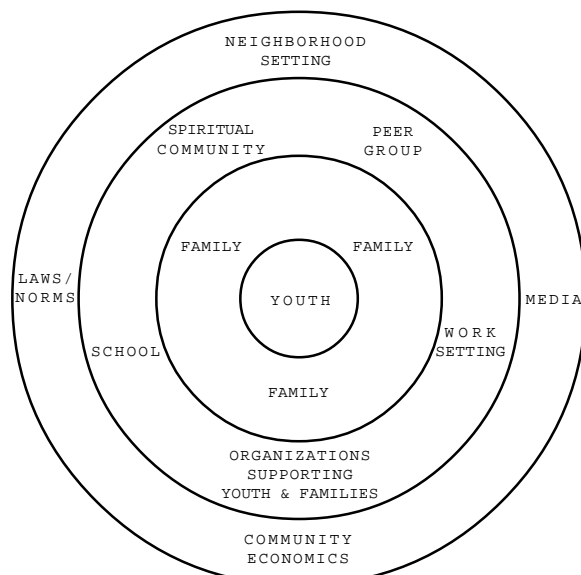 NEIGHBORHOOD
SETTING
SPIRITUAL
COMMUNITY
PEER
GROUP
FAMILY
FAMILY
LAWS/
NORMS
YOUTH
MEDIA
SCHOOL
WORK
SETTING
FAMILY
ORGANIZATIONS
SUPPORTING
YOUTH & FAMILIES
COMMUNITY
ECONOMICS